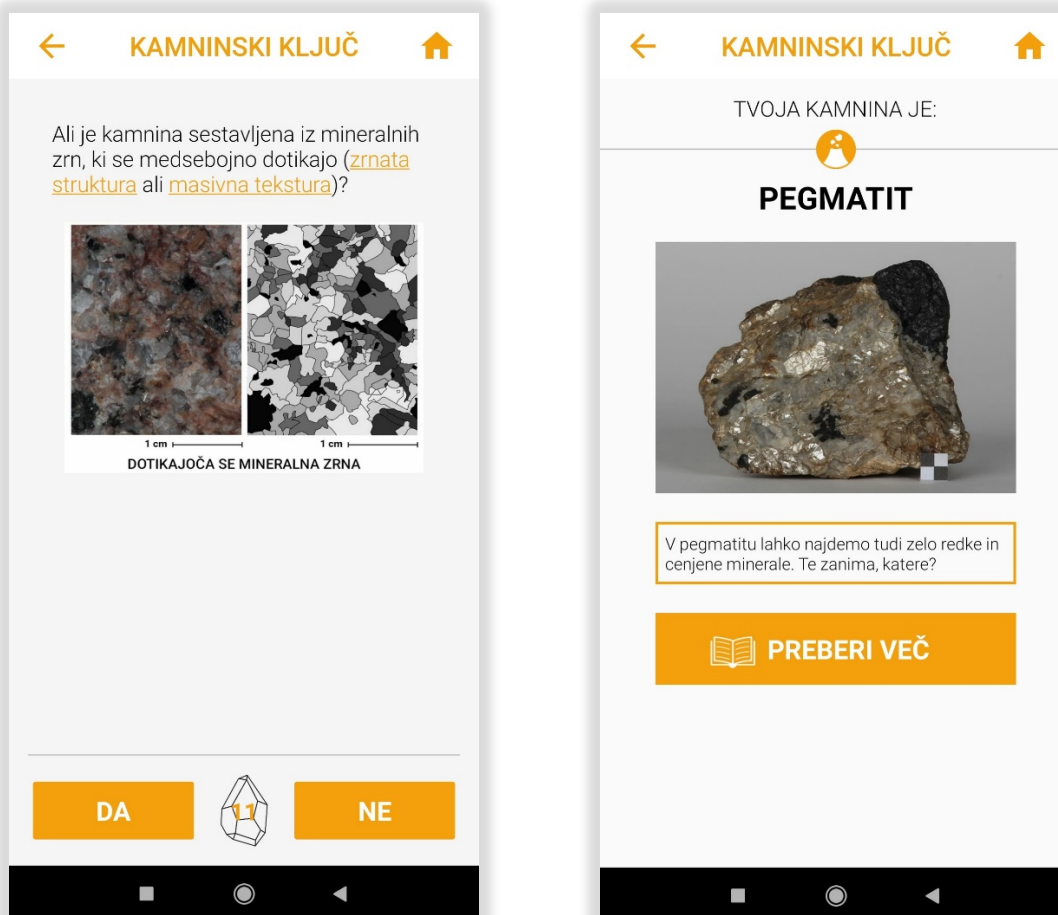 KAMNINSKI KLJUČ
Ali je kamnina sestavljena iz mineralnih
zrn, ki se medsebojno dotikajo (zrnata
struktura ali masivna tekstura)?
1 cm
1 cm
DOTIKAJOČA SE MINERALNA ZRNA
DA
11
NE
KAMNINSKI KLJUČ
TVOJA KAMNINA JE:
PEGMATIT
V pegmatitu lahko najdemo tudi zelo redke in
cenjene minerale. Te zanima, katere?
PREBERI VEČ